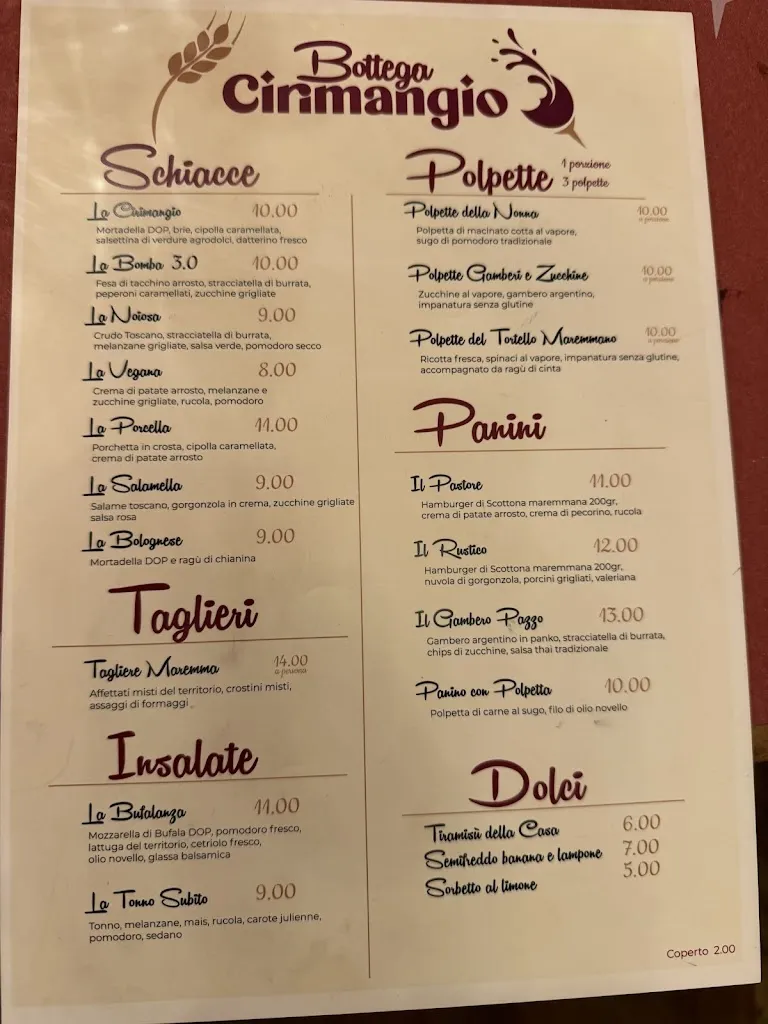 Bottega
Cirimangio
Schiacce
La Cirimangio 10.00
Mortadella DOP, brie, cipolla caramellata,
salsettina di verdure agrodolci, datterino fresco
La Bomba 3.0 10.00
Fesa di tacchino arrosto, stracciatella di burrata,
peperoni caramellati, zucchine grigliate
La Noiosa 9.00
Crudo Toscano, stracciatella di burrata,
melanzane grigliate, salsa verde, pomodoro secco
La Vegana 8.00
Crema di patate arrosto, melanzane e
zucchine grigliate, rucola, pomodoro
La Porcella 11.00
Porchetta in crosta, cipolla caramellata,
crema di patate arrosto
La Salamella 9.00
Salame toscano, gorgonzola in crema, zucchine grigliate
salsa rosa
La Bolognese 9.00
Mortadella DOP e ragù di chianina
Taglieri
Tagliere Maremma 14.00
a persona
Affettati misti del territorio, crostini misti,
assaggi di formaggi
Insalate
La Bufalanza 11.00
Mozzarella di Bufala DOP, pomodoro fresco,
lattuga del territorio, cetriolo fresco,
olio novello, glassa balsamica
La Tonno Subito 9.00
Tonno, melanzane, mais, rucola, carote julienne,
pomodoro, sedano
Polpette
1 porzione
3 polpette
Polpette della Nonna 10.00
a porzione
Polpetta di macinato cotta al vapore,
sugo di pomodoro tradizionale
Polpette Gamberi e Zucchine 10.00
a porzione
Zucchine al vapore, gambero argentino,
impanatura senza glutine
Polpette del Tortello Maremmano 10.00
a porzione
Ricotta fresca, spinaci al vapore, impanatura senza glutine,
accompagnato da ragù di cinta
Panini
Il Pastore 11.00
Hamburger di Scottona maremmana 200gr,
crema di patate arrosto, crema di pecorino, rucola
Il Rustico 12.00
Hamburger di Scottona maremmana 200gr,
nuvola di gorgonzola, porcini grigliati, valeriana
Il Gambero Pazzo 13.00
Gambero argentino in panko, stracciatella di burrata,
chips di zucchine, salsa thai tradizionale
Panino con Polpetta 10.00
Polpetta di carne al sugo, filo di olio novello
Dolci
Tiramisù della Casa 6.00
Semifreddo banana e lampone 7.00
Sorbetto al limone 5.00
Coperto 2.00